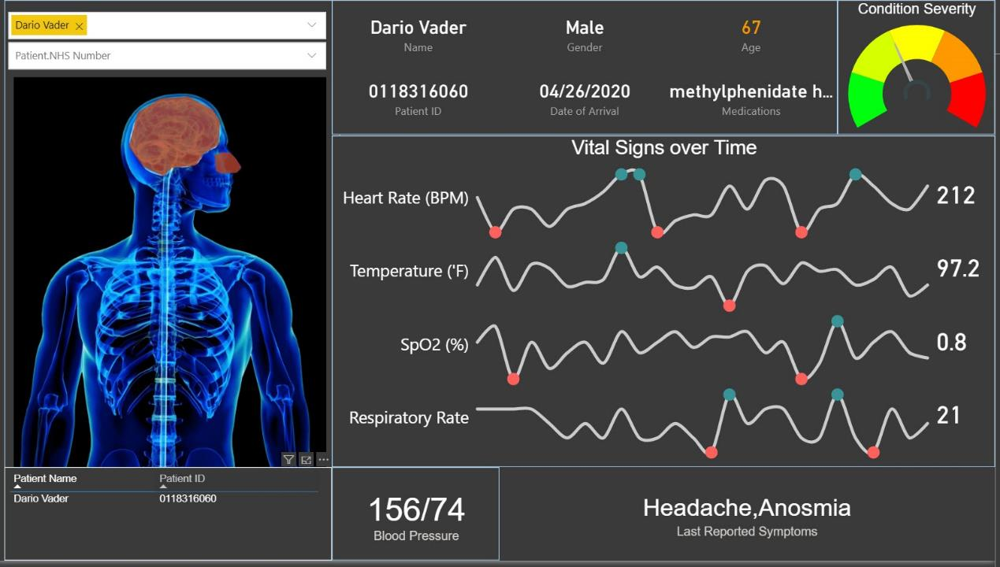 Dario Vader
Patient.NHS Number
Dario Vader
Name
Male
Gender
67
Age
0118316060
Patient ID
04/26/2020
Date of Arrival
methylphenidate h...
Medications
Condition Severity
Vital Signs over Time
Heart Rate (BPM)
212
Temperature ('F)
97.2
SpO2 (%)
0.8
Respiratory Rate
21
Patient Name Patient ID
Dario Vader 0118316060
156/74
Blood Pressure
Headache,Anosmia
Last Reported Symptoms